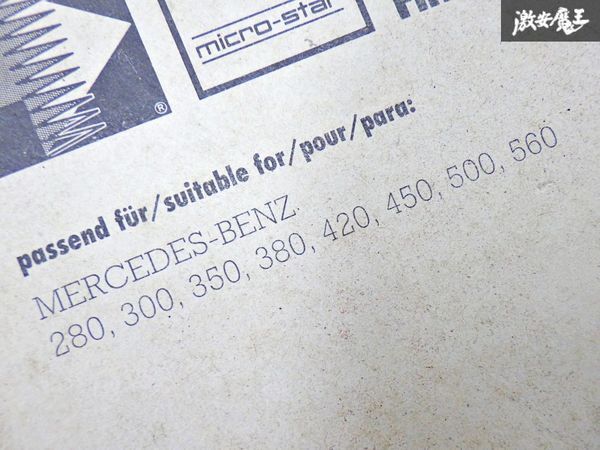 激安魔王
micro-star
®
passend für/suitable for/pour/para:
MERCEDES-BENZ
280, 300, 350, 380, 420, 450, 500, 560